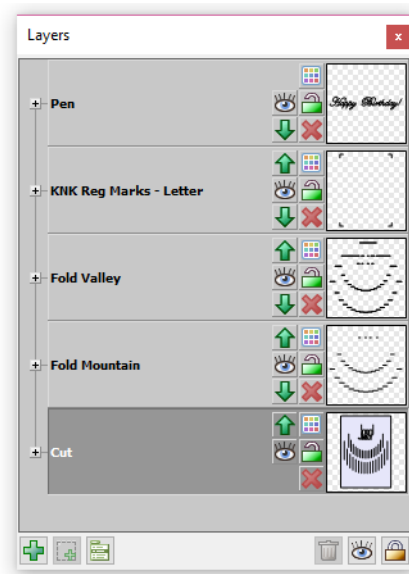 Layers
x
Pen
Happy Birthday!
KNK Reg Marks - Letter
Fold Valley
Fold Mountain
Cut